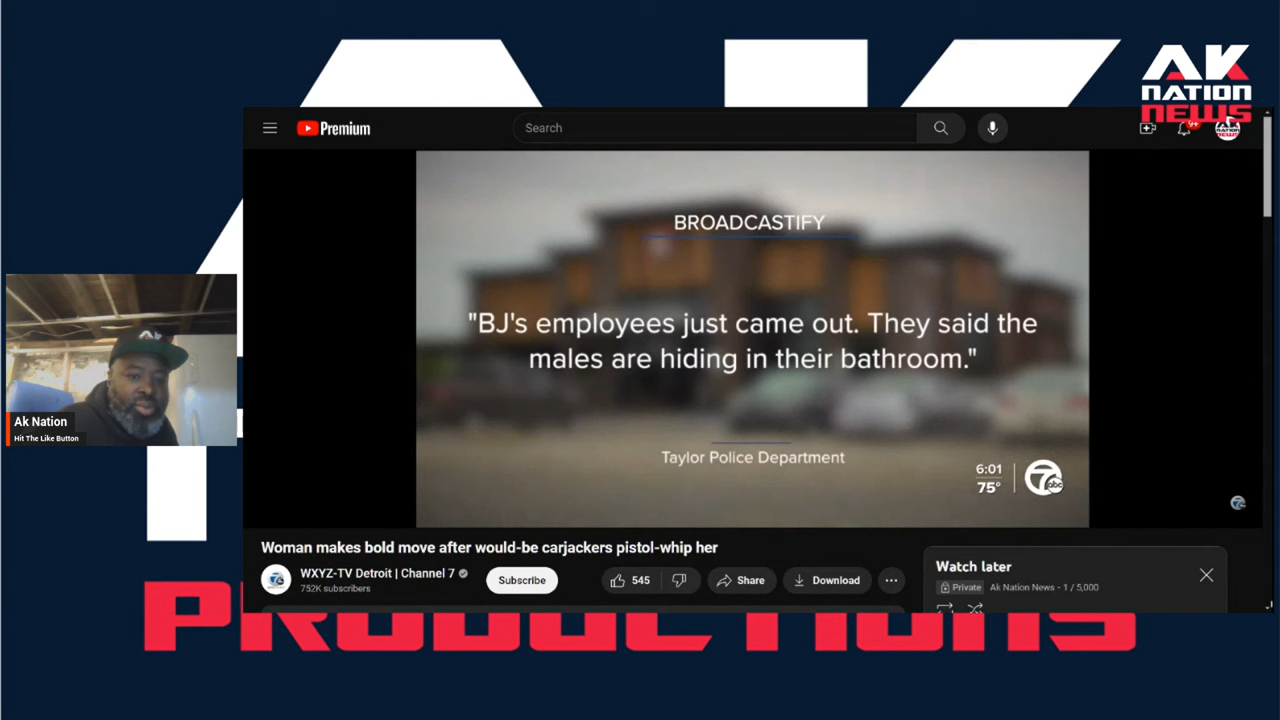 AK
NATION
NEWS
Premium
Search
9+
BROADCASTIFY
"BJ's employees just came out. They said the
males are hiding in their bathroom."
Taylor Police Department
6:01
75°
7
abc
Ak Nation
Hit The Like Button
Woman makes bold move after would-be carjackers pistol-whip her
WXYZ-TV Detroit | Channel 7
752K subscribers
Subscribe
545
Share
Download
Watch later
Private
Ak Nation News - 1 / 5,000
PRODUCTIONS